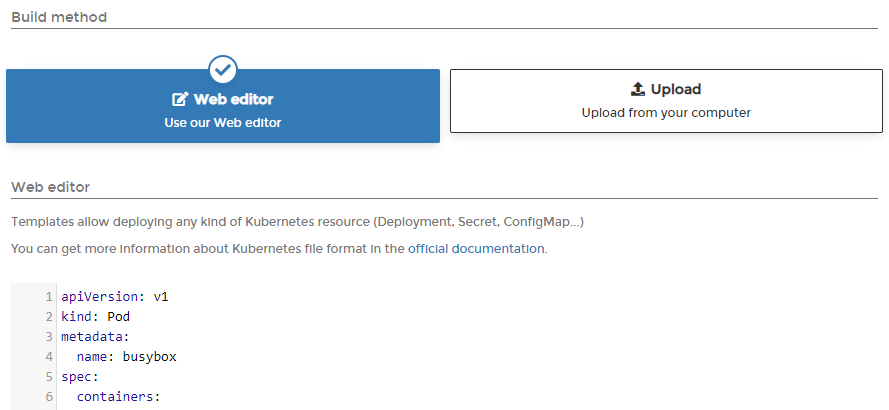 Build method
Web editor
Use our Web editor
Upload
Upload from your computer
Web editor
Templates allow deploying any kind of Kubernetes resource (Deployment, Secret, ConfigMap...)
You can get more information about Kubernetes file format in the official documentation.
1 apiVersion: v1
2 kind: Pod
3 metadata:
4   name: busybox
5 spec:
6   containers: